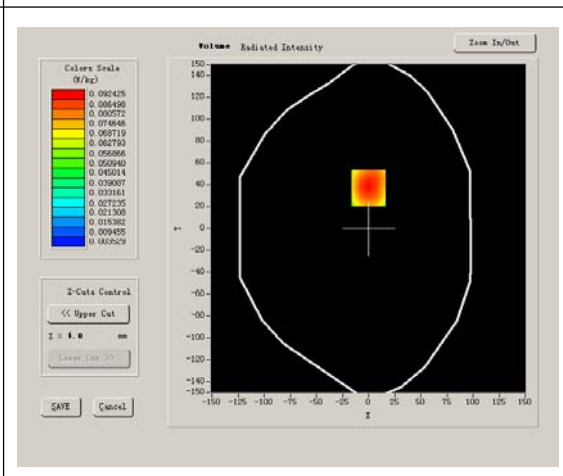 Volume Radiated Intensity
Zoom In/Out
Colors Scale
(W/kg)
0.092425
0.086498
0.080572
0.074646
0.068719
0.062793
0.056866
0.050940
0.045014
0.039087
0.033161
0.027235
0.021308
0.015382
0.009455
0.003529
Z-Cuts Control
<< Upper Cut
Z = 4.0 mm
Lower Cut >>
SAVE
Cancel
150
140
120
100
80
60
40
20
0
-20
-40
-60
-80
-100
-120
-140
-150
Y
-150 -125 -100 -75 -50 -25 0 25 50 75 100 125 150
X